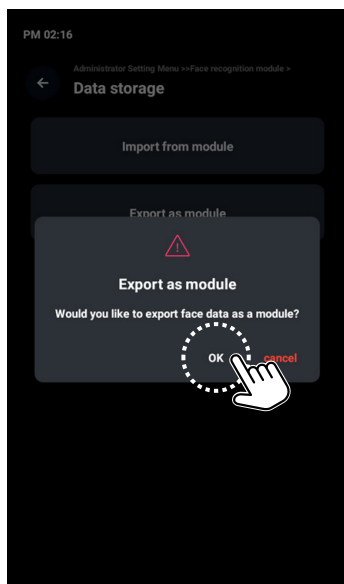 PM 02:16
Administrator Setting Menu >>Face recognition module >
Data storage
Import from module
Export as module
Export as module
Would you like to export face data as a module?
OK
cancel